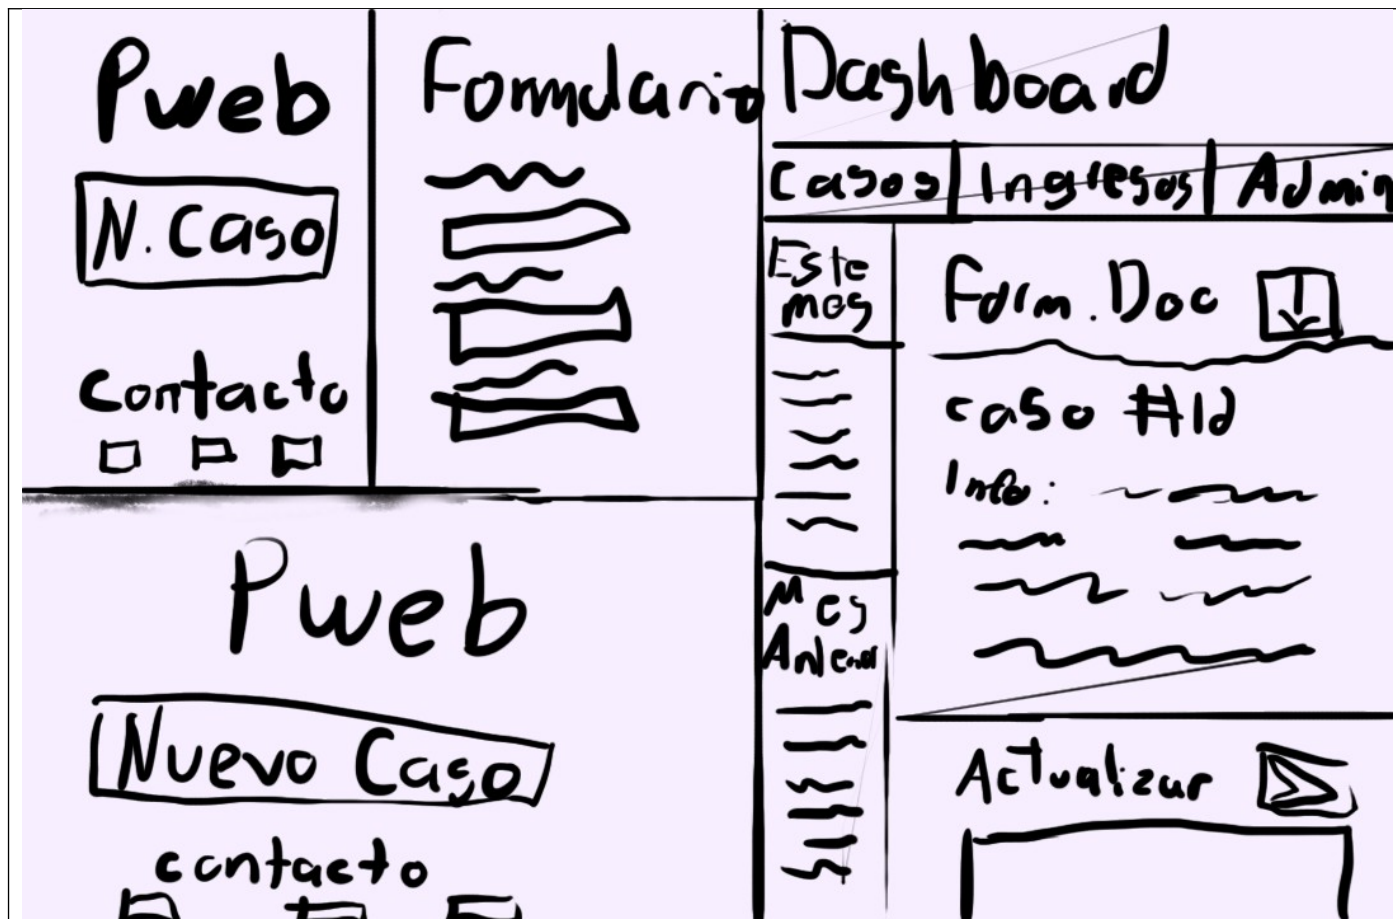 Pweb
N. Caso
Contacto
Formulario
Dashboard
Casos
Ingresos
Admin
Este
mes
Mes
Anterior
Form. Doc
caso #Id
Info:
Actualizar
Pweb
Nuevo Caso
contacto